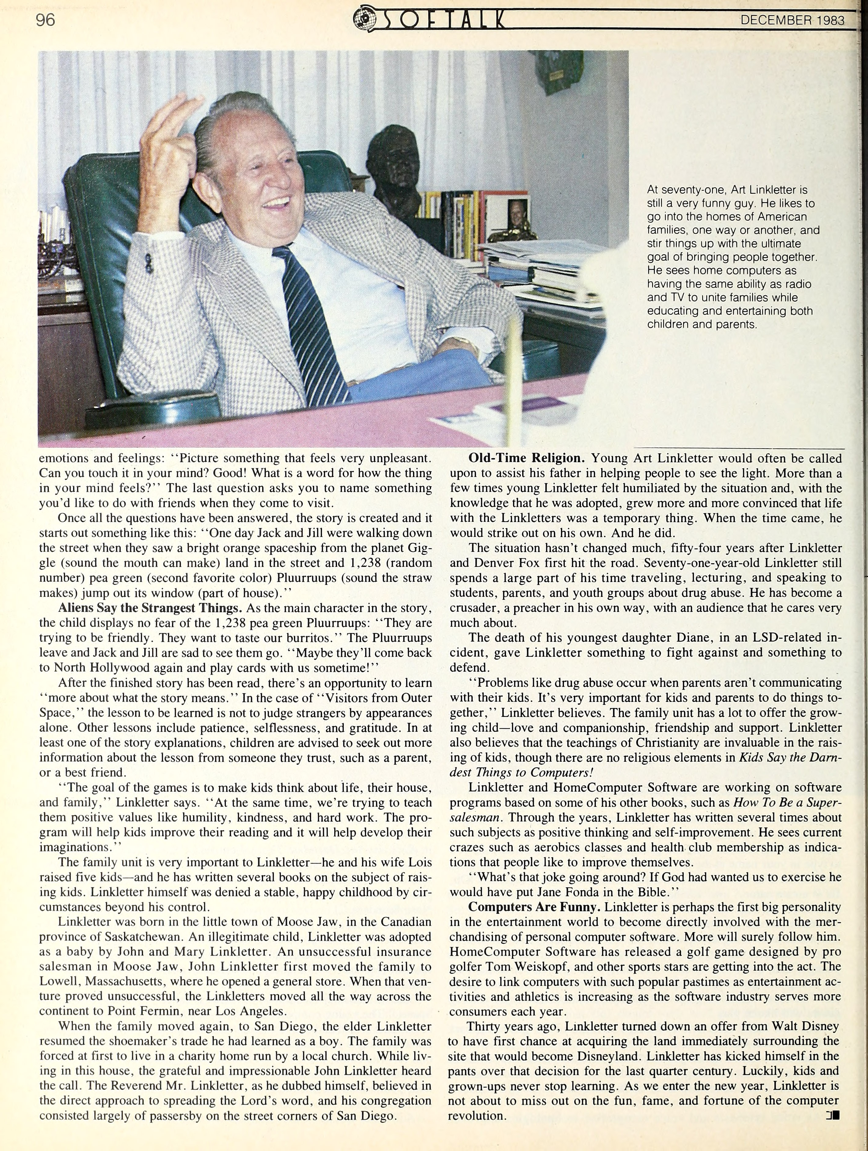 96
SOFTALK
DECEMBER 1983
At seventy-one, Art Linkletter is
still a very funny guy. He likes to
go into the homes of American
families, one way or another, and
stir things up with the ultimate
goal of bringing people together.
He sees home computers as
having the same ability as radio
and TV to unite families while
educating and entertaining both
children and parents.
emotions and feelings: ‘‘Picture something that feels very unpleasant.
Can you touch it in your mind? Good! What is a word for how the thing
in your mind feels?’’ The last question asks you to name something
you’d like to do with friends when they come to visit.
Once all the questions have been answered, the story is created and it
starts out something like this: ‘‘One day Jack and Jill were walking down
the street when they saw a bright orange spaceship from the planet Gig-
gle (sound the mouth can make) land in the street and 1,238 (random
number) pea green (second favorite color) Pluurruups (sound the straw
makes) jump out its window (part of house).’’
Aliens Say the Strangest Things. As the main character in the story,
the child displays no fear of the 1,238 pea green Pluurruups: ‘‘They are
trying to be friendly. They want to taste our burritos.’’ The Pluurruups
leave and Jack and Jill are sad to see them go. ‘‘Maybe they’ll come back
to North Hollywood again and play cards with us sometime!’’
After the finished story has been read, there’s an opportunity to learn
‘‘more about what the story means.’’ In the case of ‘‘Visitors from Outer
Space,’’ the lesson to be learned is not to judge strangers by appearances
alone. Other lessons include patience, selflessness, and gratitude. In at
least one of the story explanations, children are advised to seek out more
information about the lesson from someone they trust, such as a parent,
or a best friend.
‘‘The goal of the games is to make kids think about life, their house,
and family,’’ Linkletter says. ‘‘At the same time, we’re trying to teach
them positive values like humility, kindness, and hard work. The pro-
gram will help kids improve their reading and it will help develop their
imaginations.’’
The family unit is very important to Linkletter—he and his wife Lois
raised five kids—and he has written several books on the subject of rais-
ing kids. Linkletter himself was denied a stable, happy childhood by cir-
cumstances beyond his control.
Linkletter was born in the little town of Moose Jaw, in the Canadian
province of Saskatchewan. An illegitimate child, Linkletter was adopted
as a baby by John and Mary Linkletter. An unsuccessful insurance
salesman in Moose Jaw, John Linkletter first moved the family to
Lowell, Massachusetts, where he opened a general store. When that ven-
ture proved unsuccessful, the Linkletters moved all the way across the
continent to Point Fermin, near Los Angeles.
When the family moved again, to San Diego, the elder Linkletter
resumed the shoemaker’s trade he had learned as a boy. The family was
forced at first to live in a charity home run by a local church. While liv-
ing in this house, the grateful and impressionable John Linkletter heard
the call. The Reverend Mr. Linkletter, as he dubbed himself, believed in
the direct approach to spreading the Lord’s word, and his congregation
consisted largely of passersby on the street corners of San Diego.
Old-Time Religion. Young Art Linkletter would often be called
upon to assist his father in helping people to see the light. More than a
few times young Linkletter felt humiliated by the situation and, with the
knowledge that he was adopted, grew more and more convinced that life
with the Linkletters was a temporary thing. When the time came, he
would strike out on his own. And he did.
The situation hasn’t changed much, fifty-four years after Linkletter
and Denver Fox first hit the road. Seventy-one-year-old Linkletter still
spends a large part of his time traveling, lecturing, and speaking to
students, parents, and youth groups about drug abuse. He has become a
crusader, a preacher in his own way, with an audience that he cares very
much about.
The death of his youngest daughter Diane, in an LSD-related in-
cident, gave Linkletter something to fight against and something to
defend.
‘‘Problems like drug abuse occur when parents aren’t communicating
with their kids. It’s very important for kids and parents to do things to-
gether,’’ Linkletter believes. The family unit has a lot to offer the grow-
ing child—love and companionship, friendship and support. Linkletter
also believes that the teachings of Christianity are invaluable in the rais-
ing of kids, though there are no religious elements in Kids Say the Darn-
dest Things to Computers!
Linkletter and HomeComputer Software are working on software
programs based on some of his other books, such as How To Be a Super-
salesman. Through the years, Linkletter has written several times about
such subjects as positive thinking and self-improvement. He sees current
crazes such as aerobics classes and health club membership as indica-
tions that people like to improve themselves.
‘‘What’s that joke going around? If God had wanted us to exercise he
would have put Jane Fonda in the Bible.’’
Computers Are Funny. Linkletter is perhaps the first big personality
in the entertainment world to become directly involved with the mer-
chandising of personal computer software. More will surely follow him.
HomeComputer Software has released a golf game designed by pro
golfer Tom Weiskopf, and other sports stars are getting into the act. The
desire to link computers with such popular pastimes as entertainment ac-
tivities and athletics is increasing as the software industry serves more
consumers each year.
Thirty years ago, Linkletter turned down an offer from Walt Disney
to have first chance at acquiring the land immediately surrounding the
site that would become Disneyland. Linkletter has kicked himself in the
pants over that decision for the last quarter century. Luckily, kids and
grown-ups never stop learning. As we enter the new year, Linkletter is
not about to miss out on the fun, fame, and fortune of the computer
revolution.